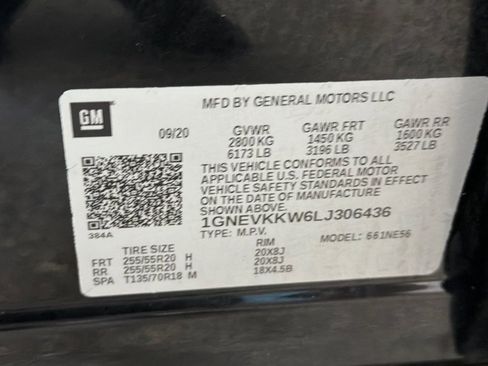 GM
MFD BY GENERAL MOTORS LLC
09/20 GVWR GAWR FRT GAWR RR
2800 KG 1450 KG 1600 KG
6173 LB 3196 LB 3527 LB
THIS VEHICLE CONFORMS TO ALL
APPLICABLE U.S. FEDERAL MOTOR
VEHICLE SAFETY STANDARDS IN EFFECT
ON THE DATE OF MANUFACTURE SHOWN ABOVE
1GNEVKKW6LJ306436
384A TYPE: M.P.V. MODEL: 661NE56
TIRE SIZE RIM
FRT 255/55R20 H 20X8J
RR 255/55R20 H 20X8J
SPA T135/70R18 M 18X4.5B